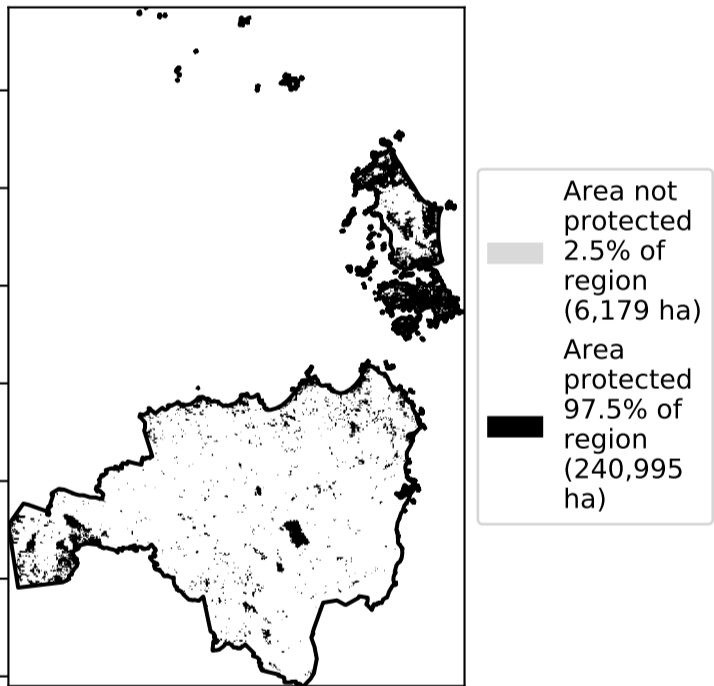 Area not
protected
2.5% of
region
(6,179 ha)
Area
protected
97.5% of
region
(240,995
ha)